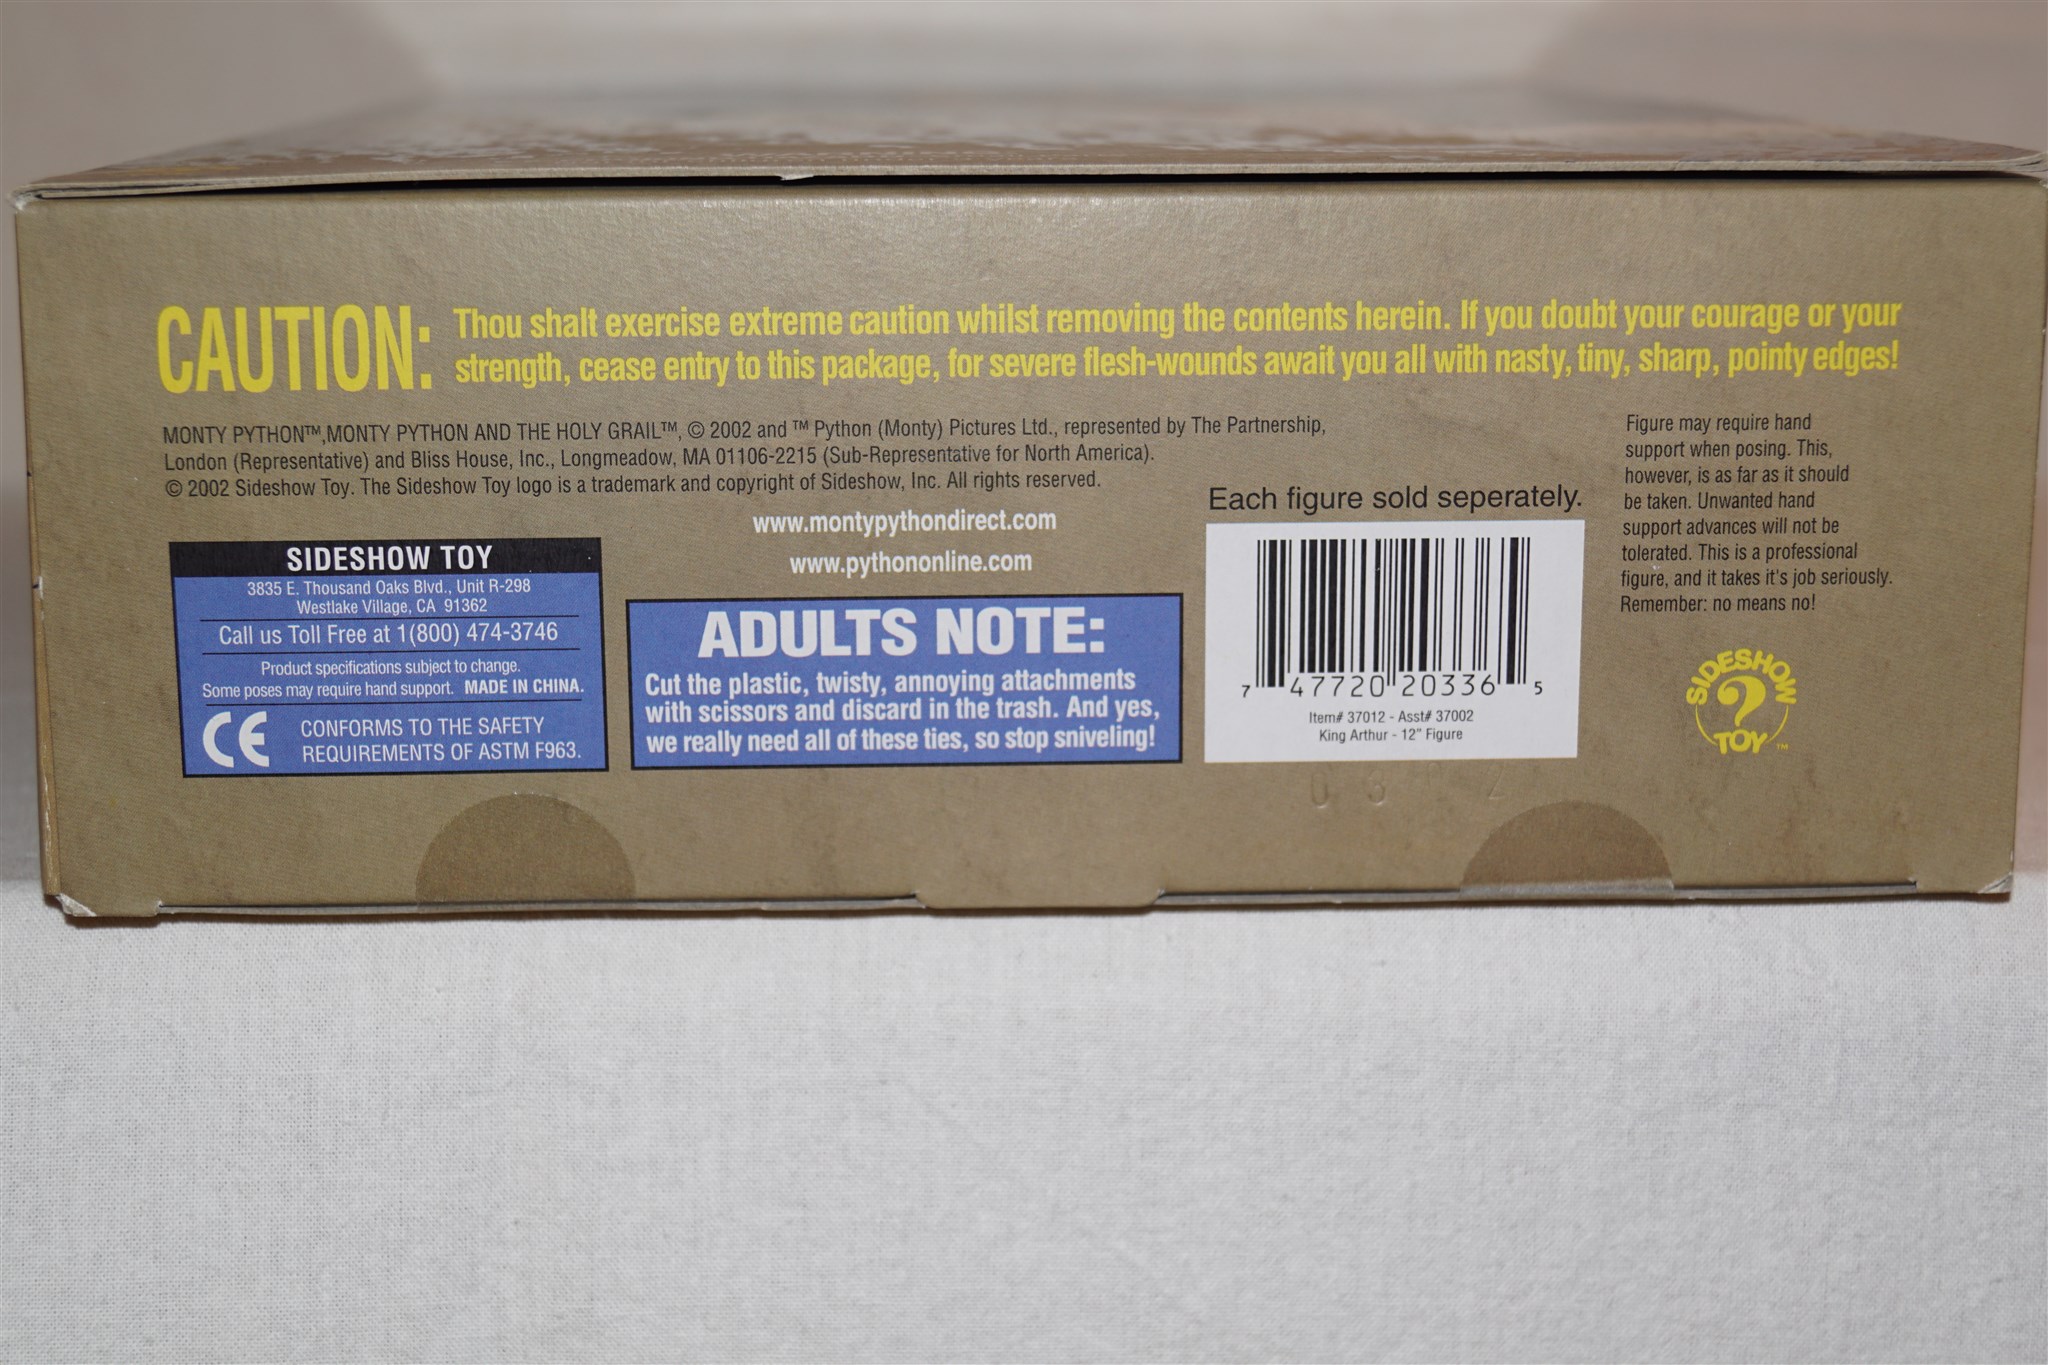 CAUTION:
Thou shalt exercise extreme caution whilst removing the contents herein. If you doubt your courage or your
strength, cease entry to this package, for severe flesh-wounds await you all with nasty, tiny, sharp, pointy edges!
MONTY PYTHON™,MONTY PYTHON AND THE HOLY GRAIL™, © 2002 and ™ Python (Monty) Pictures Ltd., represented by The Partnership,
London (Representative) and Bliss House, Inc., Longmeadow, MA 01106-2215 (Sub-Representative for North America).
© 2002 Sideshow Toy. The Sideshow Toy logo is a trademark and copyright of Sideshow, Inc. All rights reserved.
www.montypythondirect.com
www.pythononline.com
SIDESHOW TOY
3835 E. Thousand Oaks Blvd., Unit R-298
Westlake Village, CA 91362
Call us Toll Free at 1(800) 474-3746
Product specifications subject to change.
Some poses may require hand support. MADE IN CHINA.
CE
CONFORMS TO THE SAFETY
REQUIREMENTS OF ASTM F963.
ADULTS NOTE:
Cut the plastic, twisty, annoying attachments
with scissors and discard in the trash. And yes,
we really need all of these ties, so stop sniveling!
Each figure sold seperately.
7 47720 20336 5
Item# 37012 - Asst# 37002
King Arthur - 12" Figure
Figure may require hand
support when posing. This,
however, is as far as it should
be taken. Unwanted hand
support advances will not be
tolerated. This is a professional
figure, and it takes it's job seriously.
Remember: no means no!
SIDESHOW
?
TOY ™